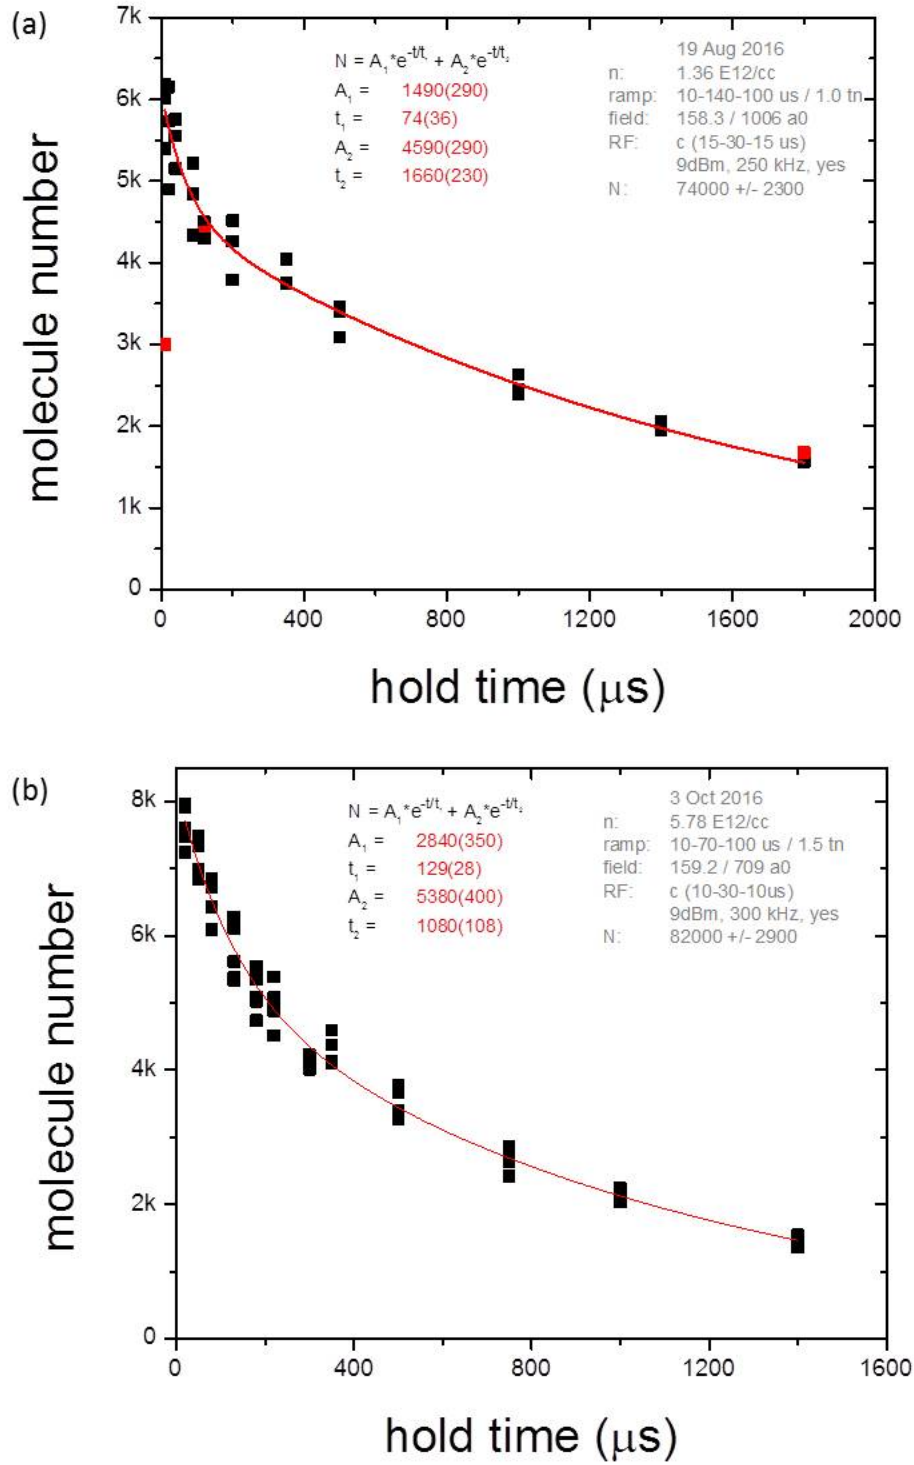 (a)
7k
6k
5k
4k
3k
2k
1k
0
0 400 800 1200 1600 2000
molecule number
hold time (μs)
N = A₁*e^-t/t₁ + A₂*e^-t/t₂
A₁ = 1490(290)
t₁ = 74(36)
A₂ = 4590(290)
t₂ = 1660(230)
19 Aug 2016
n: 1.36 E12/cc
ramp: 10-140-100 us / 1.0 tn
field: 158.3 / 1006 a0
RF: c (15-30-15 us)
9dBm, 250 kHz, yes
N: 74000 +/- 2300
(b)
8k
6k
4k
2k
0
0 400 800 1200 1600
molecule number
hold time (μs)
N = A₁*e^-t/t₁ + A₂*e^-t/t₂
A₁ = 2840(350)
t₁ = 129(28)
A₂ = 5380(400)
t₂ = 1080(108)
3 Oct 2016
n: 5.78 E12/cc
ramp: 10-70-100 us / 1.5 tn
field: 159.2 / 709 a0
RF: c (10-30-10us)
9dBm, 300 kHz, yes
N: 82000 +/- 2900